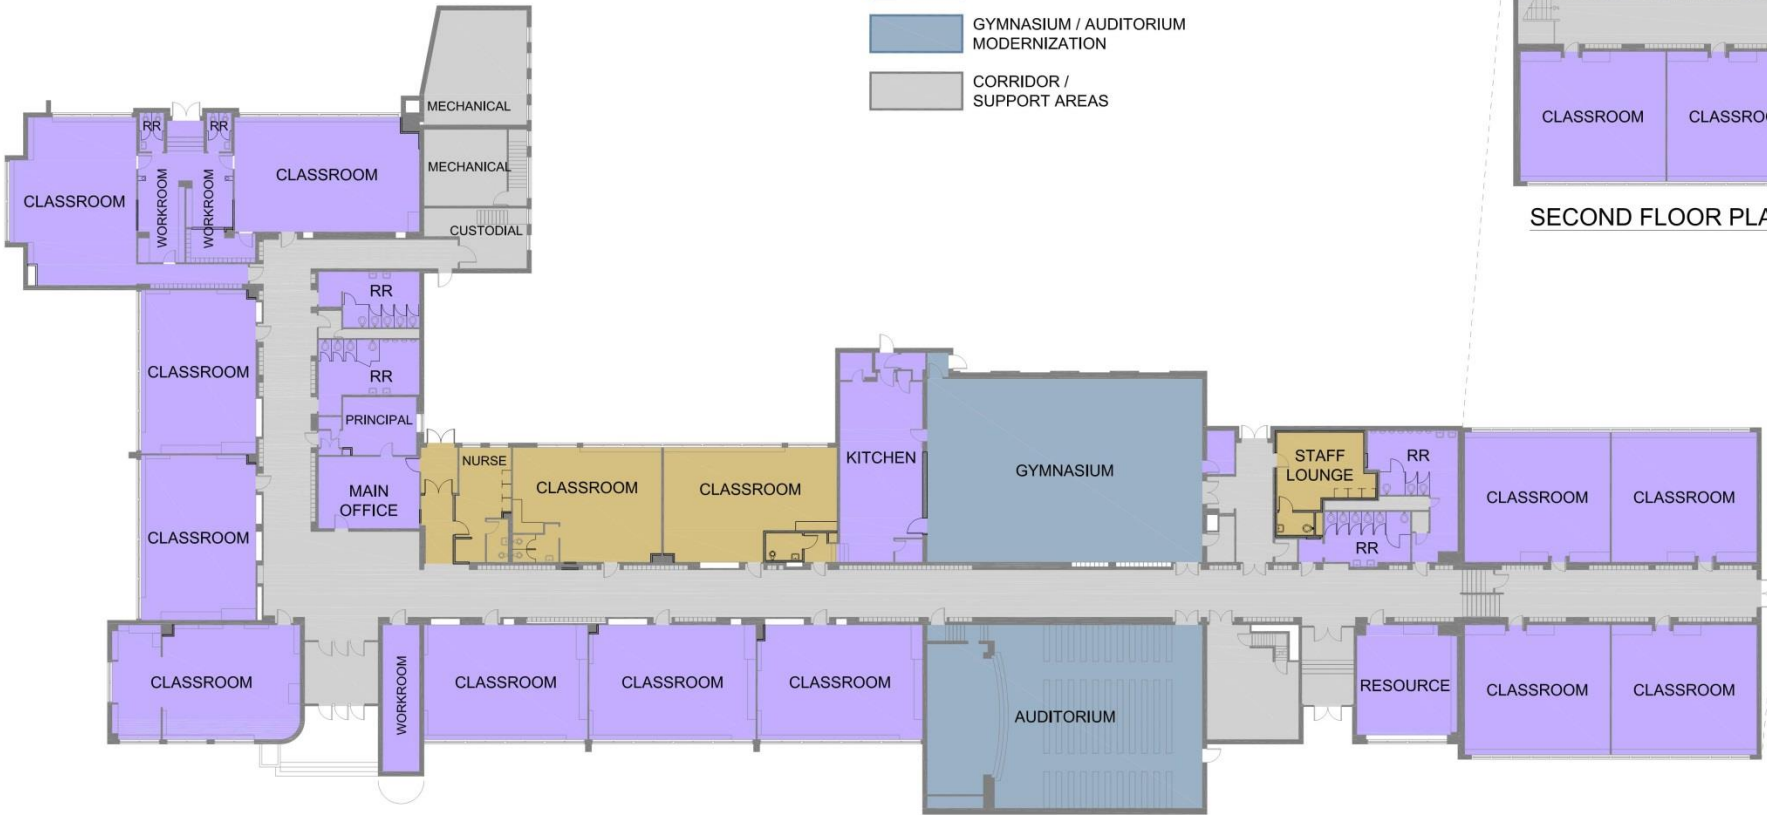 GYMNASIUM / AUDITORIUM
MODERNIZATION
CORRIDOR /
SUPPORT AREAS
MECHANICAL
MECHANICAL
CUSTODIAL
RR
RR
CLASSROOM
WORKROOM
WORKROOM
CLASSROOM
CLASSROOM
CLASSROOM
SECOND FLOOR
RR
CLASSROOM
RR
PRINCIPAL
MAIN
OFFICE
CLASSROOM
NURSE
CLASSROOM
CLASSROOM
KITCHEN
GYMNASIUM
STAFF
LOUNGE
RR
RR
CLASSROOM
CLASSROOM
CLASSROOM
WORKROOM
CLASSROOM
CLASSROOM
CLASSROOM
AUDITORIUM
RESOURCE
CLASSROOM
CLASSROOM